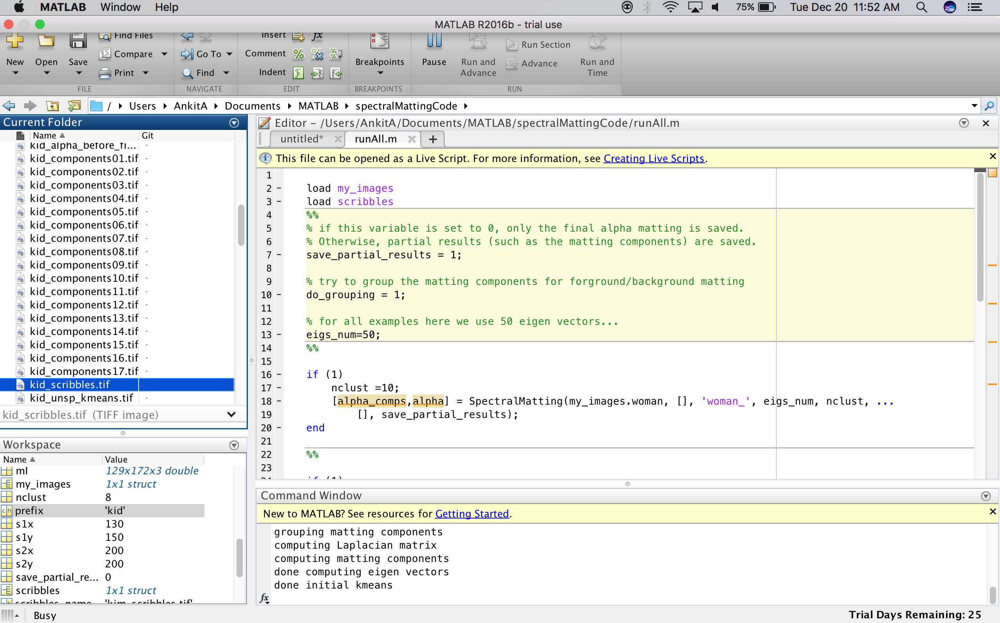 MATLAB Window Help 75% Tue Dec 20 11:52 AM
MATLAB R2016b - trial use
New Open Save Find Files Compare Print
FILE
Go To Find
NAVIGATE
Insert fx
Comment
Indent
EDIT
Breakpoints
BREAKPOINTS
Pause Run and Advance Run Section Advance Run and Time
RUN
/ Users AnkitA Documents MATLAB spectralMattingCode
Current Folder
Name Git
kid_alpha_before_fi...
kid_components01.tif
kid_components02.tif
kid_components03.tif
kid_components04.tif
kid_components05.tif
kid_components06.tif
kid_components07.tif
kid_components08.tif
kid_components09.tif
kid_components10.tif
kid_components11.tif
kid_components12.tif
kid_components13.tif
kid_components14.tif
kid_components15.tif
kid_components16.tif
kid_components17.tif
kid_scribbles.tif
kid_unsp_kmeans.tif
kid_scribbles.tif (TIFF image)
Workspace
Name Value
mI 129x172x3 double
my_images 1x1 struct
nclust 8
prefix 'kid'
s1x 130
s1y 150
s2x 200
s2y 200
save_partial_re... 0
scribbles 1x1 struct
scribbles_name 'kim_scribbles.tif'
Editor – /Users/AnkitA/Documents/MATLAB/spectralMattingCode/runAll.m
untitled* runAll.m +
This file can be opened as a Live Script. For more information, see Creating Live Scripts.
1
2 – load my_images
3 – load scribbles
4 %%
5 % if this variable is set to 0, only the final alpha matting is saved.
6 % Otherwise, partial results (such as the matting components) are saved.
7 – save_partial_results = 1;
8
9 % try to group the matting components for forground/background matting
10 – do_grouping = 1;
11
12 % for all examples here we use 50 eigen vectors...
13 – eigs_num=50;
14 %%
15
16 – if (1)
17 – nclust =10;
18 – [alpha_comps,alpha] = SpectralMatting(my_images.woman, [], 'woman_', eigs_num, nclust, ...
19 [], save_partial_results);
20 – end
21
22 %%
23
24 – if (1)
Command Window
New to MATLAB? See resources for Getting Started.
grouping matting components
computing Laplacian matrix
computing matting components
done computing eigen vectors
done initial kmeans
fx
Busy
Trial Days Remaining: 25